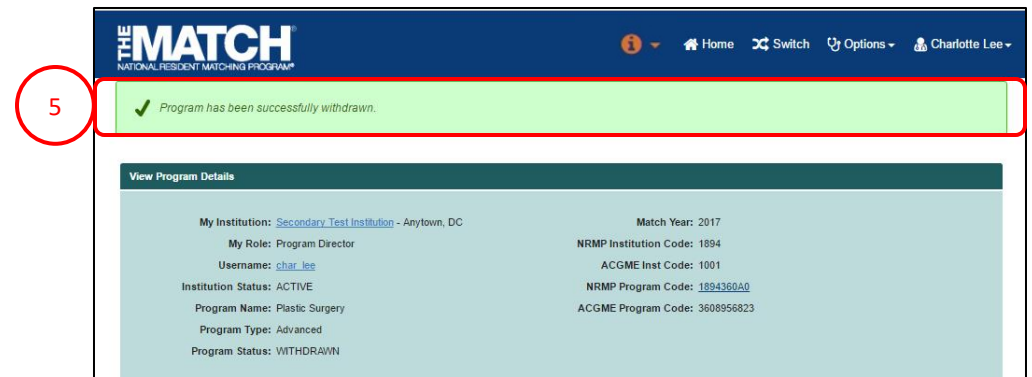 THE MATCH®
NATIONAL RESIDENT MATCHING PROGRAM®
i Home Switch Options Charlotte Lee
5
Program has been successfully withdrawn.
View Program Details
My Institution: Secondary Test Institution - Anytown, DC Match Year: 2017
My Role: Program Director NRMP Institution Code: 1894
Username: char_lee ACGME Inst Code: 1001
Institution Status: ACTIVE NRMP Program Code: 1894360A0
Program Name: Plastic Surgery ACGME Program Code: 3608956823
Program Type: Advanced
Program Status: WITHDRAWN